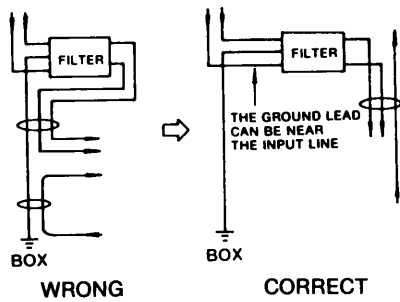 FILTER
BOX
WRONG
FILTER
THE GROUND LEAD
CAN BE NEAR
THE INPUT LINE
BOX
CORRECT